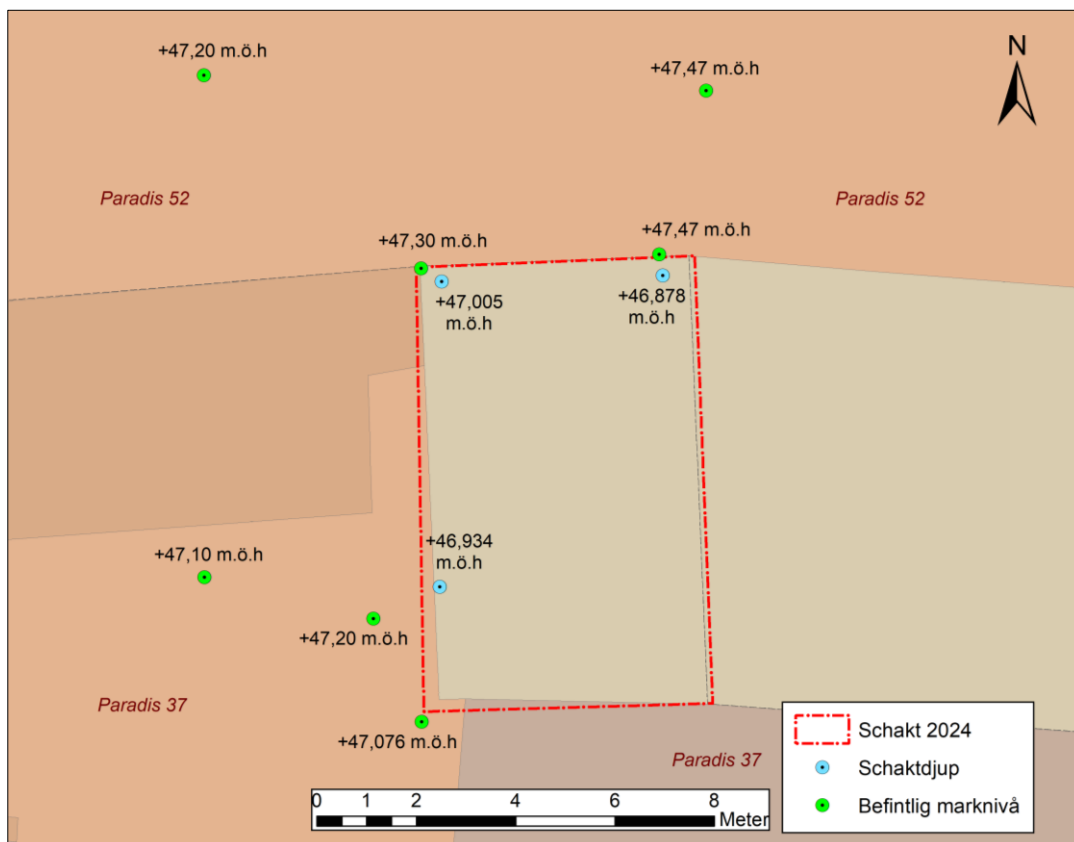 +47,20 m.ö.h
+47,47 m.ö.h
N
Paradis 52
Paradis 52
+47,30 m.ö.h
+47,47 m.ö.h
+47,005
m.ö.h
+46,878
m.ö.h
+46,934
m.ö.h
+47,10 m.ö.h
+47,20 m.ö.h
Paradis 37
+47,076 m.ö.h
Paradis 37
0 1 2 4 6 8
Meter
Schakt 2024
Schaktdjup
Befintlig marknivå